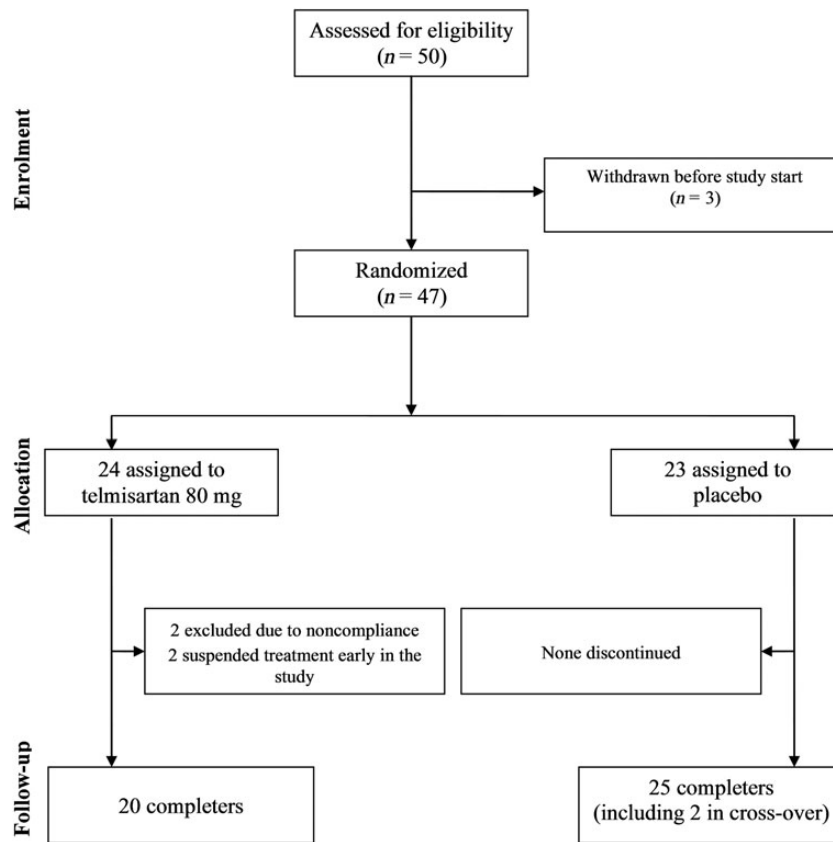 Assessed for eligibility
(n = 50)
Enrolment
Withdrawn before study start
(n = 3)
Randomized
(n = 47)
Allocation
24 assigned to
telmisartan 80 mg
23 assigned to
placebo
2 excluded due to noncompliance
2 suspended treatment early in the
study
None discontinued
Follow-up
20 completers
25 completers
(including 2 in cross-over)